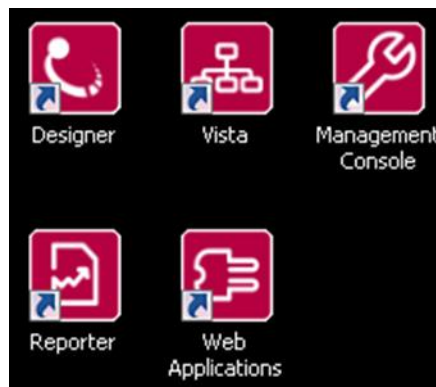 Designer
Vista
Management
Console
Reporter
Web
Applications